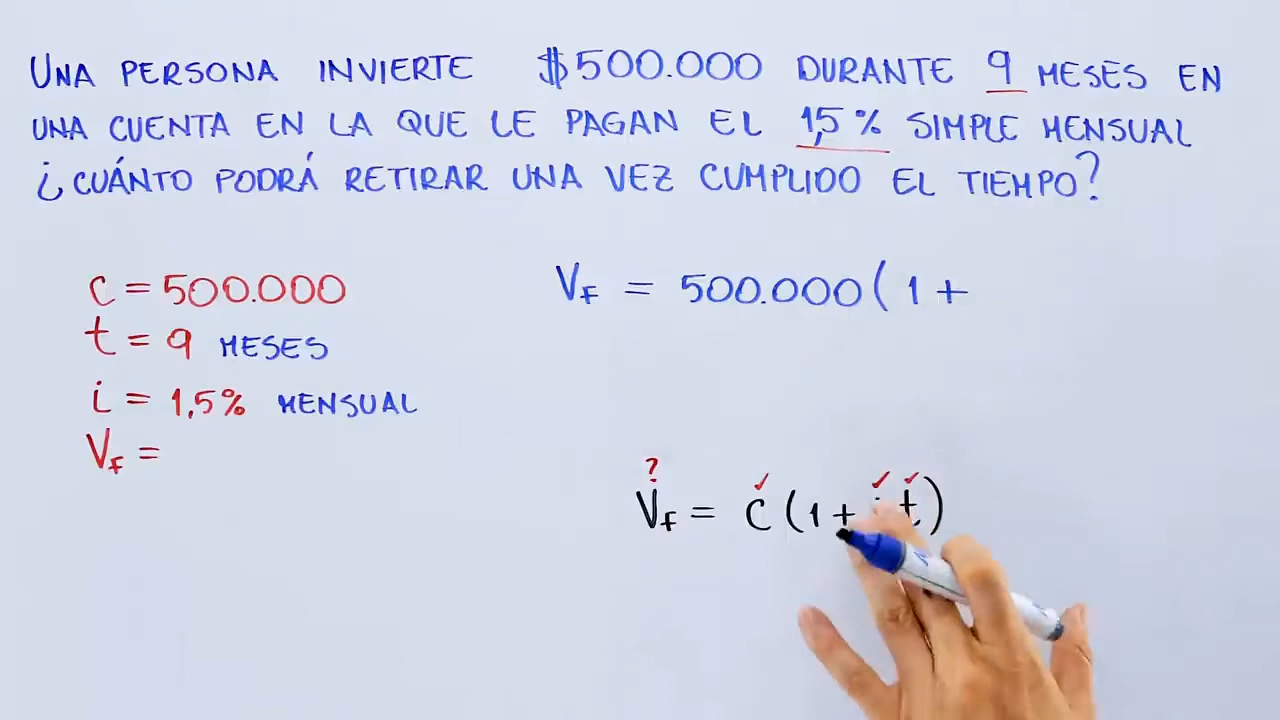 UNA PERSONA INVIERTE $500.000 DURANTE 9 MESES EN
UNA CUENTA EN LA QUE LE PAGAN EL 1,5% SIMPLE MENSUAL
¿CUÁNTO PODRÁ RETIRAR UNA VEZ CUMPLIDO EL TIEMPO?
C = 500.000
t = 9 MESES
i = 1,5% MENSUAL
VF =
VF = 500.000(1+
?
VF = C(1+ t)